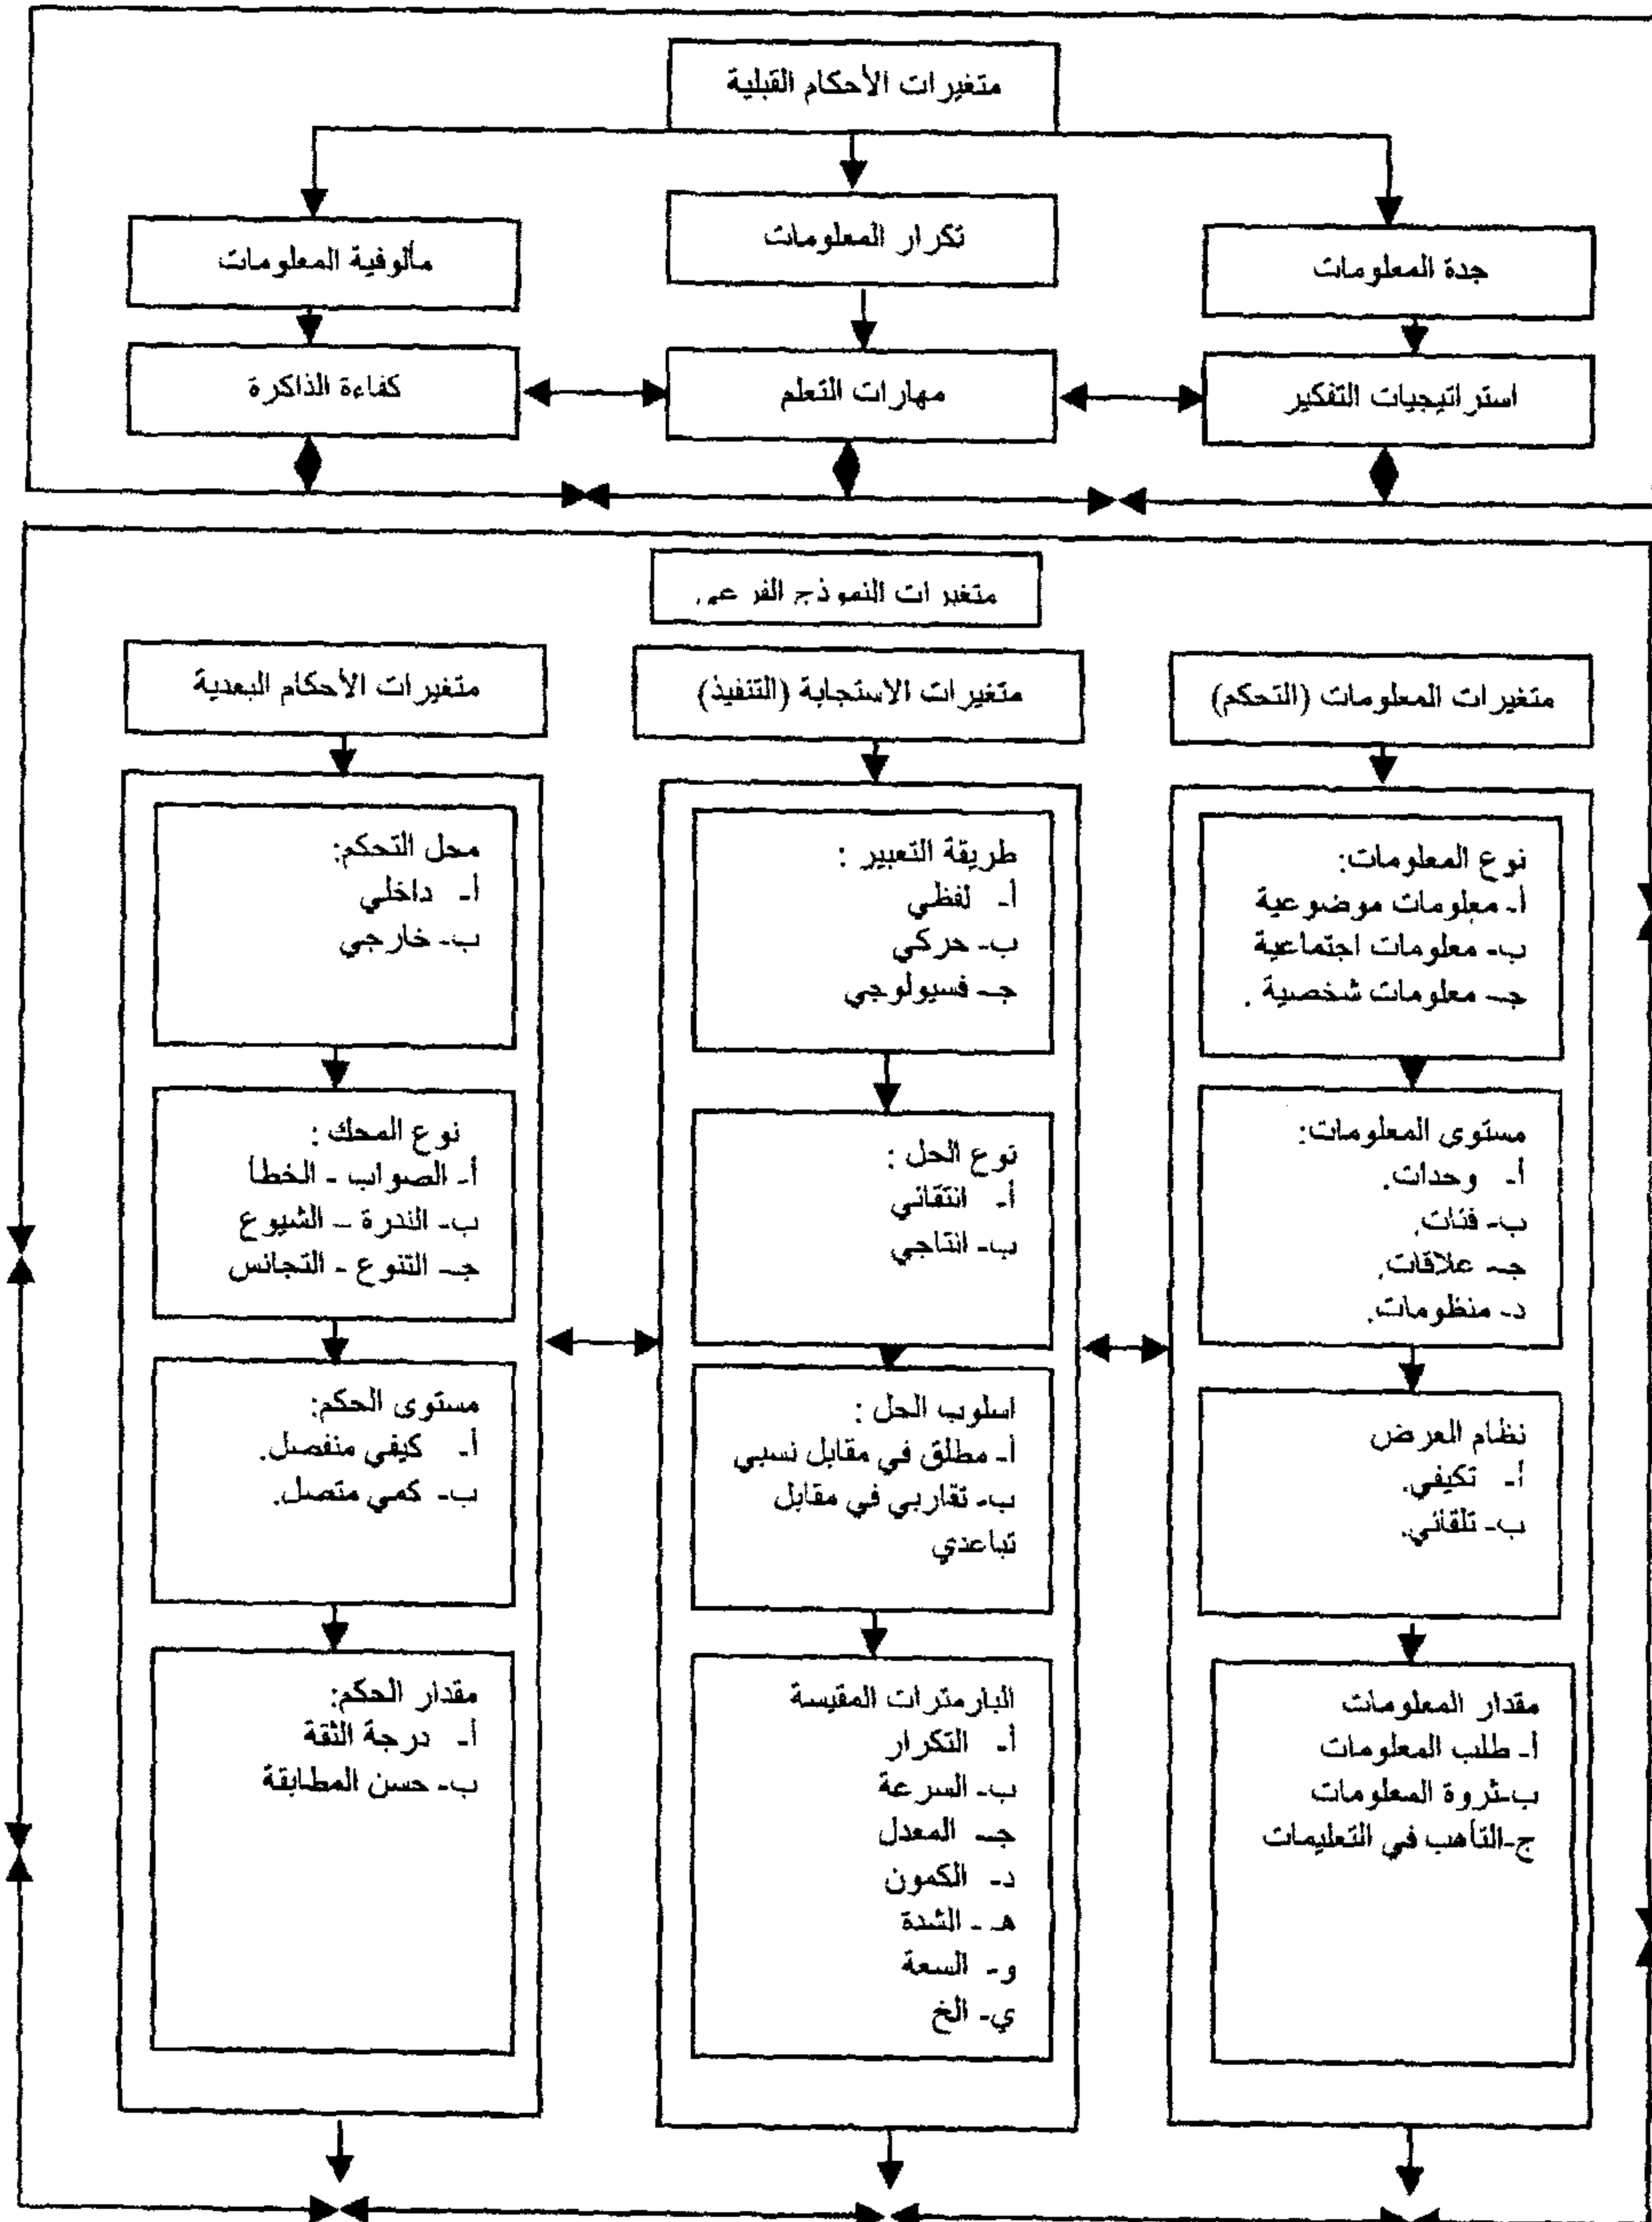 متغيرات الأحكام القبلية
جدة المعلومات
تكرار المعلومات
مألوفية المعلومات
استراتيجيات التفكير
مهارات التعلم
كفاءة الذاكرة
متغيرات النموذج الفرعي
متغيرات المعلومات (التحكم)
نوع المعلومات:
أ- معلومات موضوعية
ب- معلومات اجتماعية
جـ- معلومات شخصية .
مستوى المعلومات:
أ- وحدات.
ب- فئات.
جـ- علاقات.
د- منظومات.
نظام العرض
أ- تكيفي.
ب- تلقائي.
مقدار المعلومات
أ- طلب المعلومات
ب-ثروة المعلومات
ج-التأهب في التعليمات
متغيرات الاستجابة (التنفيذ)
طريقة التعبير :
أ- لفظي
ب- حركي
جـ- فسيولوجي
نوع الحل :
أ- انتقائي
ب- انتاجي
اسلوب الحل :
أ- مطلق في مقابل نسبي
ب- تقاربي في مقابل
تباعدي
البارمترات المقيسة
أ- التكرار
ب- السرعة
جـ- المعدل
د- الكمون
هـ - الشدة
و- السعة
ي- الخ
متغيرات الأحكام البعدية
محل التحكم:
أ- داخلي
ب- خارجي
نوع المحك :
أ- الصواب - الخطأ
ب- الندرة – الشيوع
جـ- التنوع - التجانس
مستوى الحكم:
أ- كيفي منفصل.
ب- كمي متصل.
مقدار الحكم:
أ- درجة الثقة
ب- حسن المطابقة